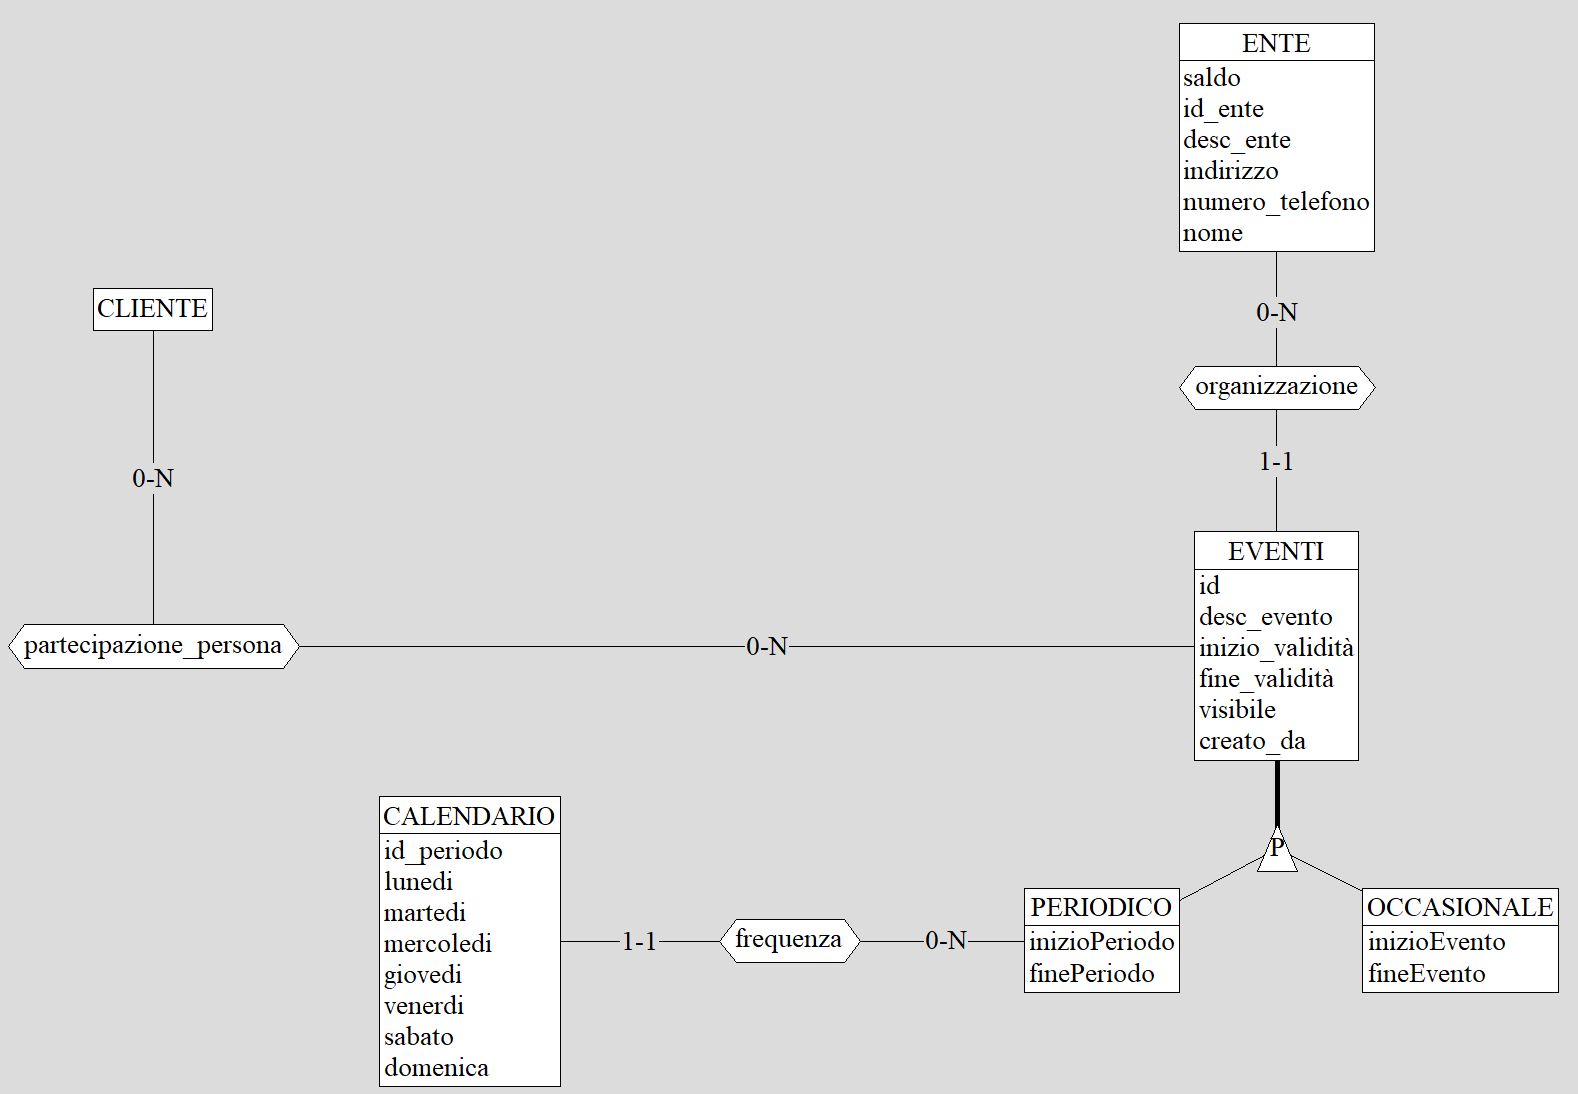 ENTE
saldo
id_ente
desc_ente
indirizzo
numero_telefono
nome
0-N
organizzazione
1-1
CLIENTE
0-N
partecipazione_persona
0-N
EVENTI
id
desc_evento
inizio_validità
fine_validità
visibile
creato_da
P
CALENDARIO
id_periodo
lunedi
martedi
mercoledi
giovedi
venerdi
sabato
domenica
1-1
frequenza
0-N
PERIODICO
inizioPeriodo
finePeriodo
OCCASIONALE
inizioEvento
fineEvento